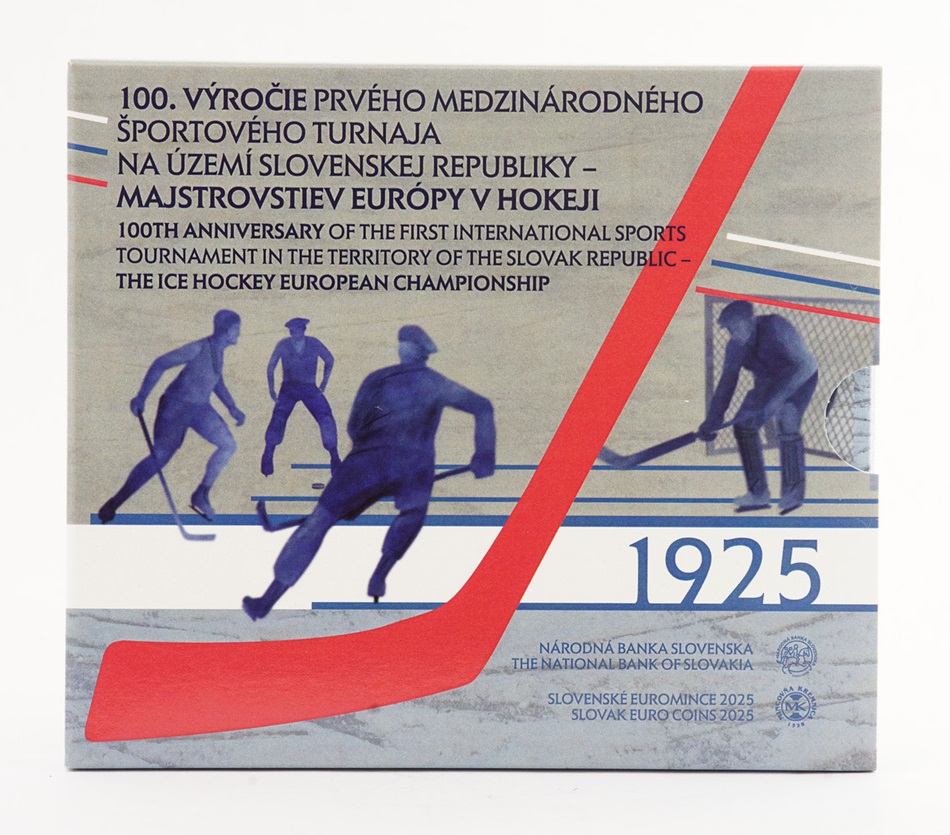 100. VÝROČIE PRVÉHO MEDZINÁRODNÉHO
ŠPORTOVÉHO TURNAJA
NA ÚZEMÍ SLOVENSKEJ REPUBLIKY –
MAJSTROVSTIEV EURÓPY V HOKEJI
100TH ANNIVERSARY OF THE FIRST INTERNATIONAL SPORTS
TOURNAMENT IN THE TERRITORY OF THE SLOVAK REPUBLIC –
THE ICE HOCKEY EUROPEAN CHAMPIONSHIP
1925
NÁRODNÁ BANKA SLOVENSKA
THE NATIONAL BANK OF SLOVAKIA
SLOVENSKÉ EUROMINCE 2025
SLOVAK EURO COINS 2025
MK